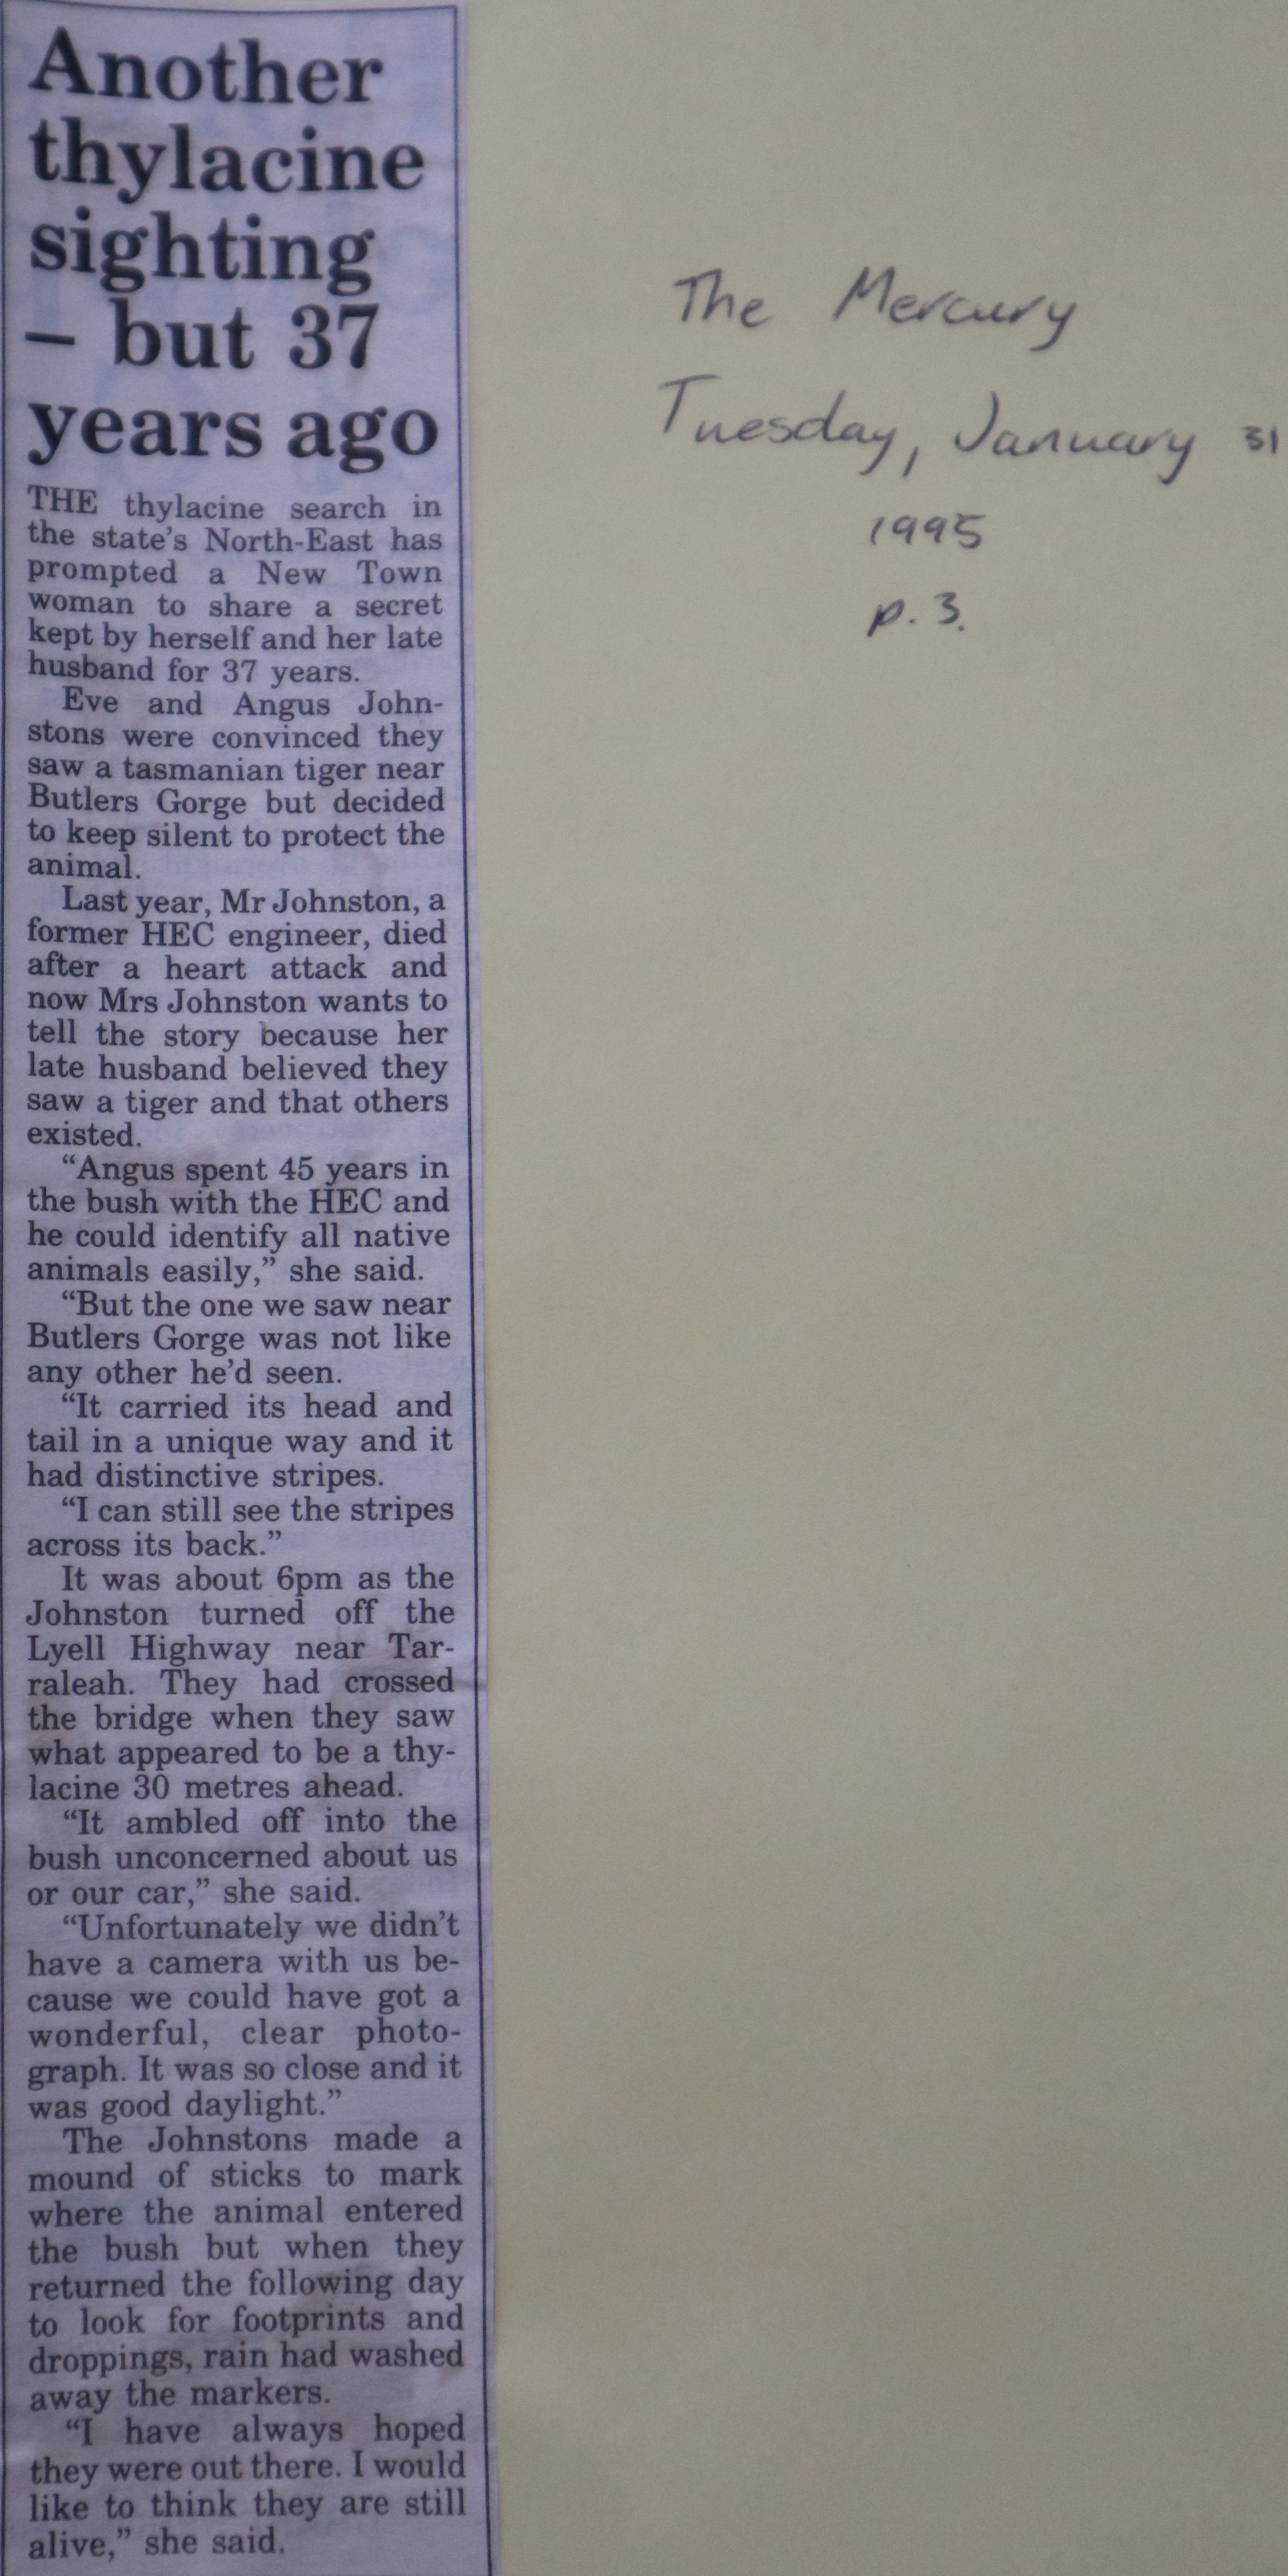 Another
thylacine
sighting
– but 37
years ago
THE thylacine search in
the state's North-East has
prompted a New Town
woman to share a secret
kept by herself and her late
husband for 37 years.
Eve and Angus John-
stons were convinced they
saw a tasmanian tiger near
Butlers Gorge but decided
to keep silent to protect the
animal.
Last year, Mr Johnston, a
former HEC engineer, died
after a heart attack and
now Mrs Johnston wants to
tell the story because her
late husband believed they
saw a tiger and that others
existed.
“Angus spent 45 years in
the bush with the HEC and
he could identify all native
animals easily,” she said.
“But the one we saw near
Butlers Gorge was not like
any other he’d seen.
“It carried its head and
tail in a unique way and it
had distinctive stripes.
“I can still see the stripes
across its back.”
It was about 6pm as the
Johnston turned off the
Lyell Highway near Tar-
raleah. They had crossed
the bridge when they saw
what appeared to be a thy-
lacine 30 metres ahead.
“It ambled off into the
bush unconcerned about us
or our car,” she said.
“Unfortunately we didn’t
have a camera with us be-
cause we could have got a
wonderful, clear photo-
graph. It was so close and it
was good daylight.”
The Johnstons made a
mound of sticks to mark
where the animal entered
the bush but when they
returned the following day
to look for footprints and
droppings, rain had washed
away the markers.
“I have always hoped
they were out there. I would
like to think they are still
alive,” she said.
The Mercury
Tuesday, January 31
1995
p. 3.